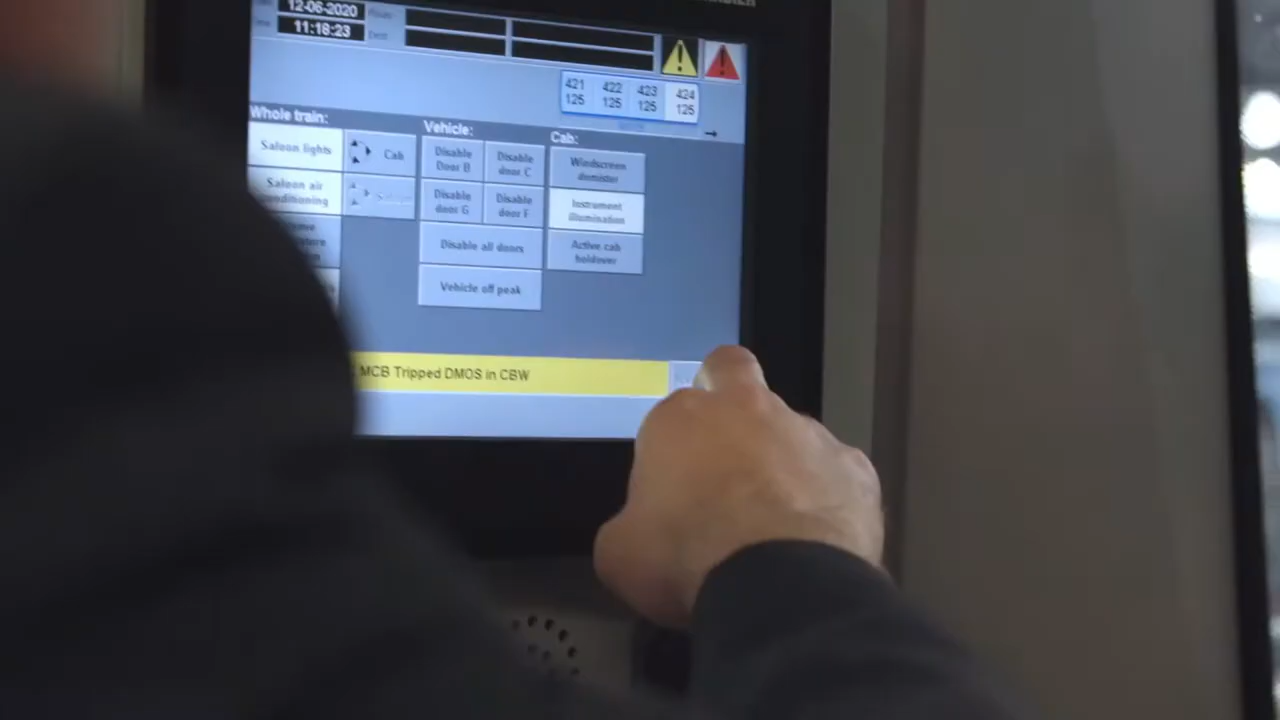 12-06-2020
11:18:23
421 422 423 424
125 125 125 125
Whole train:
Saloon lights
Cab
Saloon air
conditioning
Vehicle:
Disable
Door B
Disable
door C
Disable
door G
Disable
door F
Disable all doors
Vehicle off peak
Cab:
Windscreen
demister
Instrument
illumination
Active cab
holdover
MCB Tripped DMOS in CBW